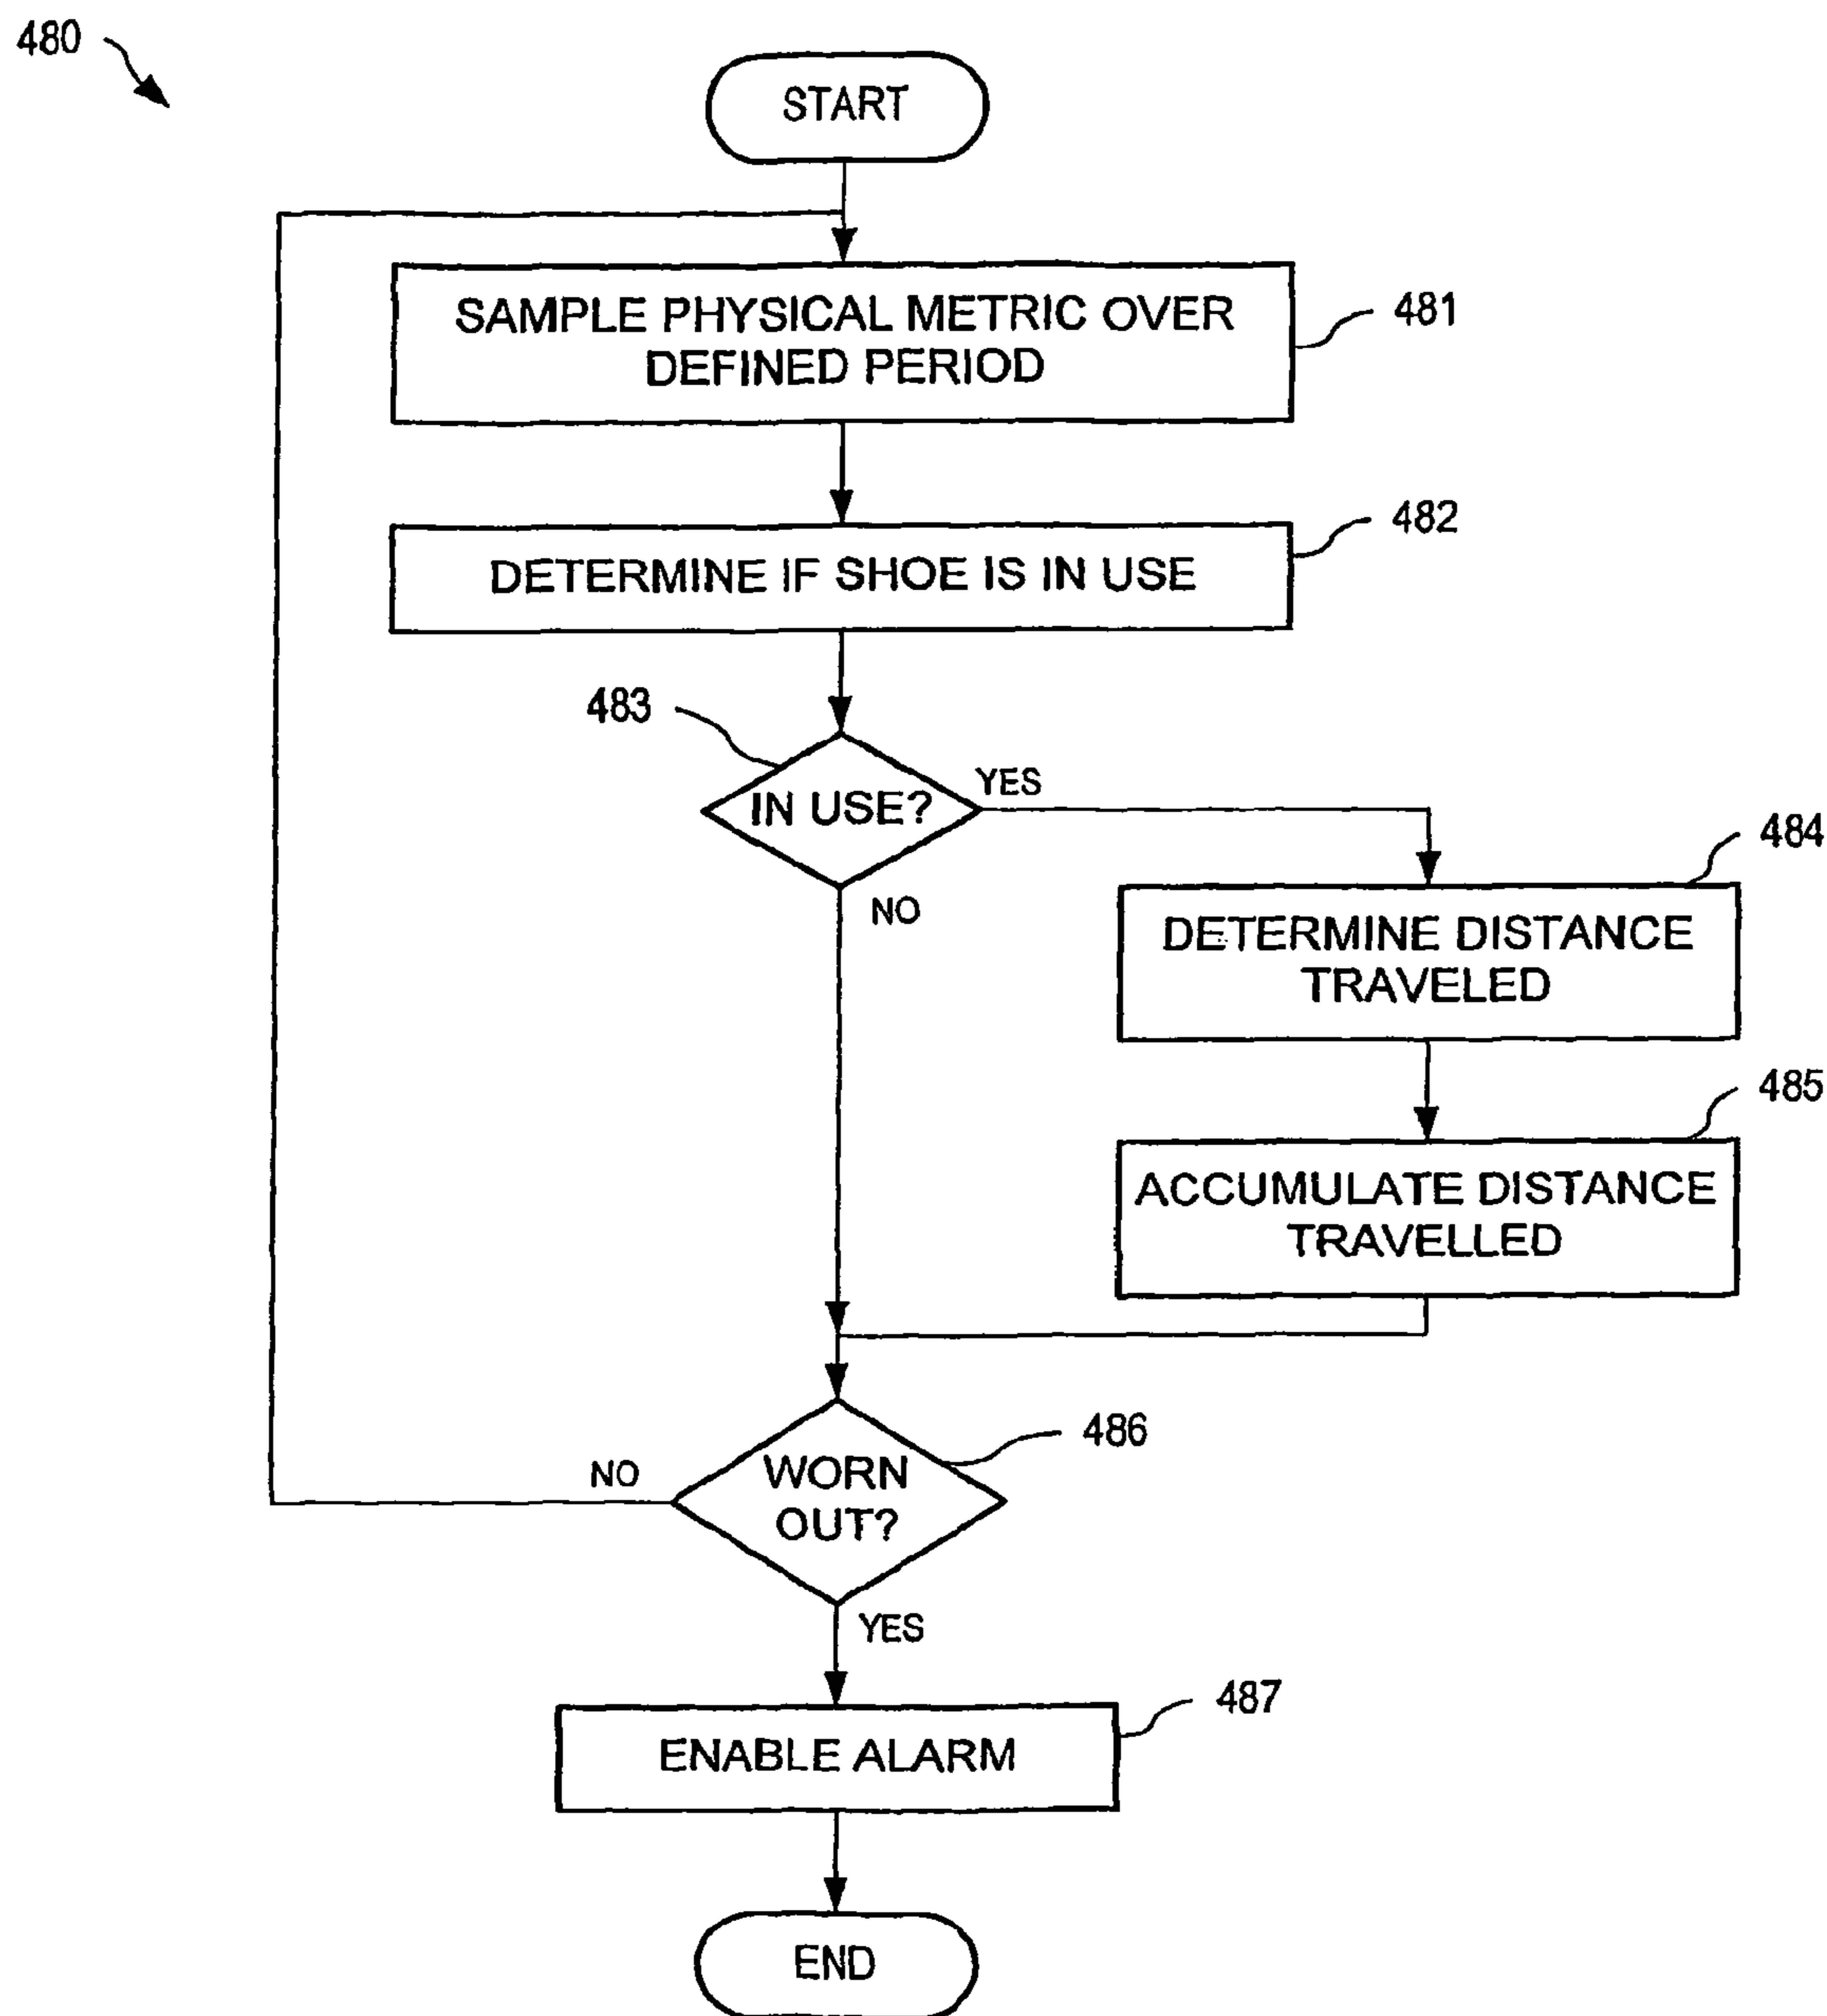 480
START
SAMPLE PHYSICAL METRIC OVER
DEFINED PERIOD
481
DETERMINE IF SHOE IS IN USE
482
483
IN USE?
YES
NO
484
DETERMINE DISTANCE
TRAVELED
485
ACCUMULATE DISTANCE
TRAVELLED
486
WORN
OUT?
NO
YES
487
ENABLE ALARM
END